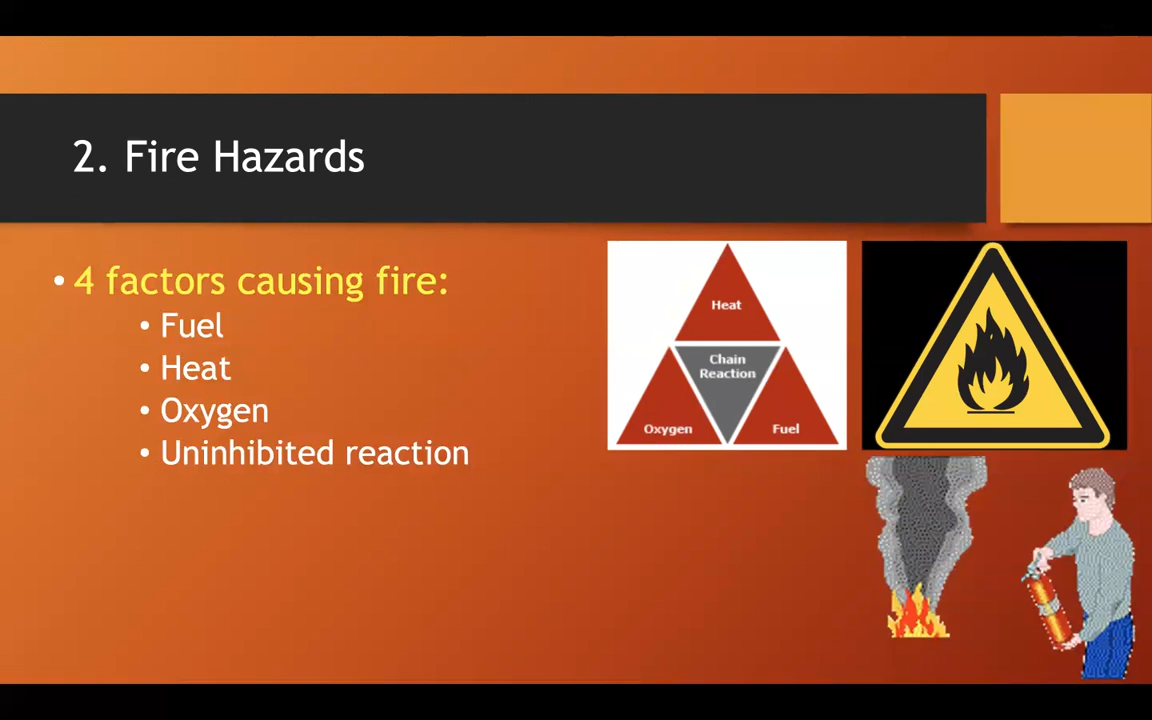 2. Fire Hazards
• 4 factors causing fire:
• Fuel
• Heat
• Oxygen
• Uninhibited reaction
Heat
Chain
Reaction
Oxygen
Fuel